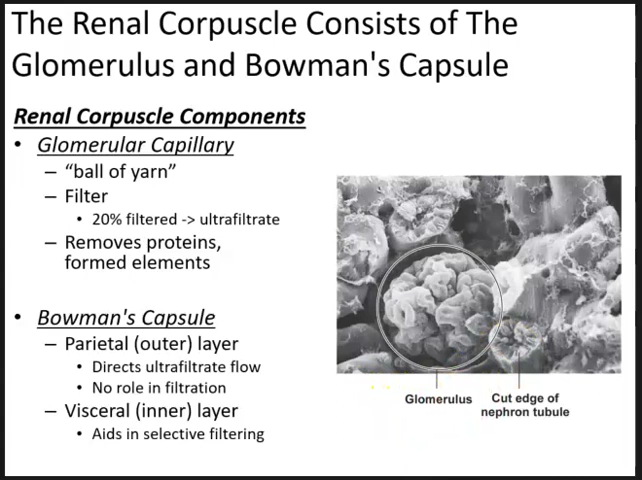 The Renal Corpuscle Consists of The
Glomerulus and Bowman's Capsule
Renal Corpuscle Components
• Glomerular Capillary
– "ball of yarn"
– Filter
• 20% filtered -> ultrafiltrate
– Removes proteins,
formed elements
• Bowman's Capsule
– Parietal (outer) layer
• Directs ultrafiltrate flow
• No role in filtration
– Visceral (inner) layer
• Aids in selective filtering
Glomerulus
Cut edge of
nephron tubule